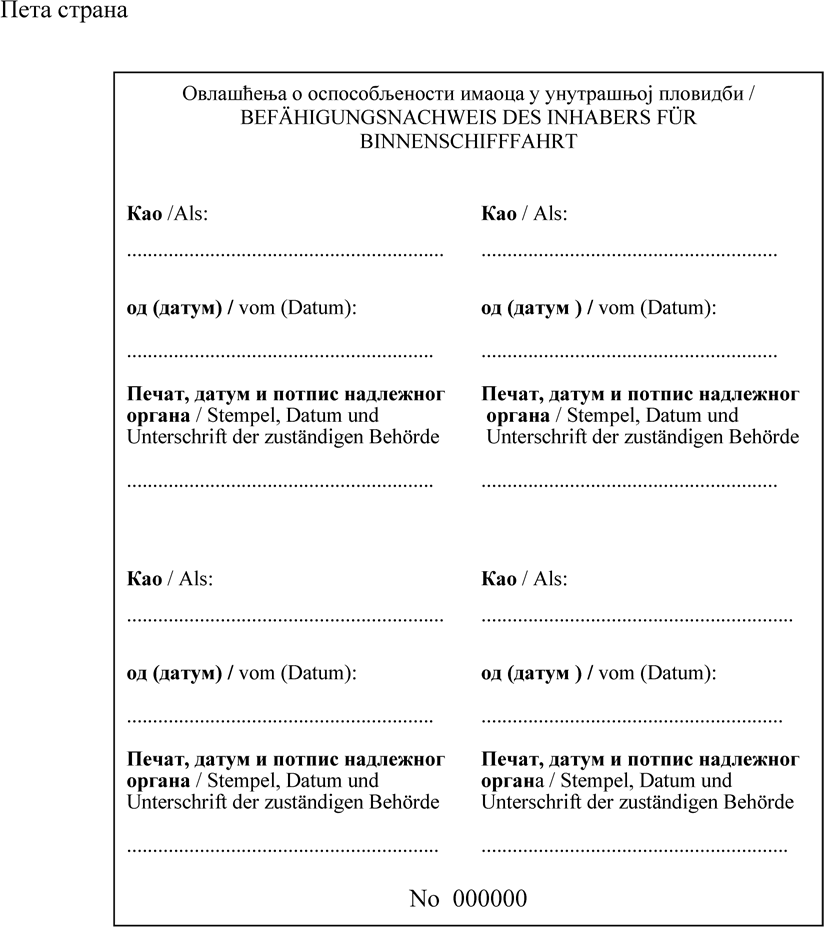 Пета страна
Овлашћења о оспособљености имаоца у унутрашњој пловидби /
BEFÄHIGUNGSNACHWEIS DES INHABERS FÜR
BINNENSCHIFFFAHRT
Као /Als:
............................................................
од (датум) / vom (Datum):
..........................................................
Печат, датум и потпис надлежног
органа / Stempel, Datum und
Unterschrift der zuständigen Behörde
..........................................................
Као / Als:
........................................................
од (датум ) / vom (Datum):
........................................................
Печат, датум и потпис надлежног
органа / Stempel, Datum und
Unterschrift der zuständigen Behörde
........................................................
Као / Als:
............................................................
од (датум) / vom (Datum):
..........................................................
Печат, датум и потпис надлежног
органа / Stempel, Datum und
Unterschrift der zuständigen Behörde
...........................................................
Као / Als:
...........................................................
од (датум ) / vom (Datum):
.........................................................
Печат, датум и потпис надлежног
органа / Stempel, Datum und
Unterschrift der zuständigen Behörde
..........................................................
No 000000